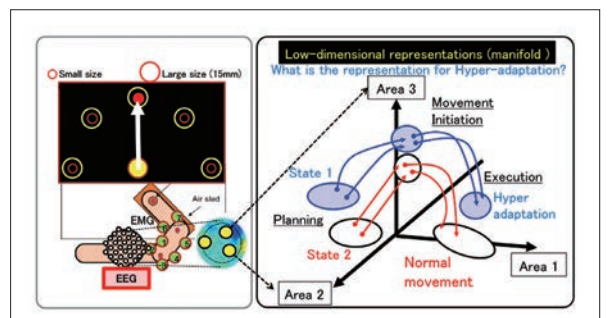 Small size
Large size (15mm)
Air sled
EMG
EEG
Low-dimensional representations (manifold )
What is the representation for Hyper-adaptation?
Area 3
Movement
Initiation
State 1
Execution
Planning
Hyper
adaptation
State 2
Normal
movement
Area 1
Area 2